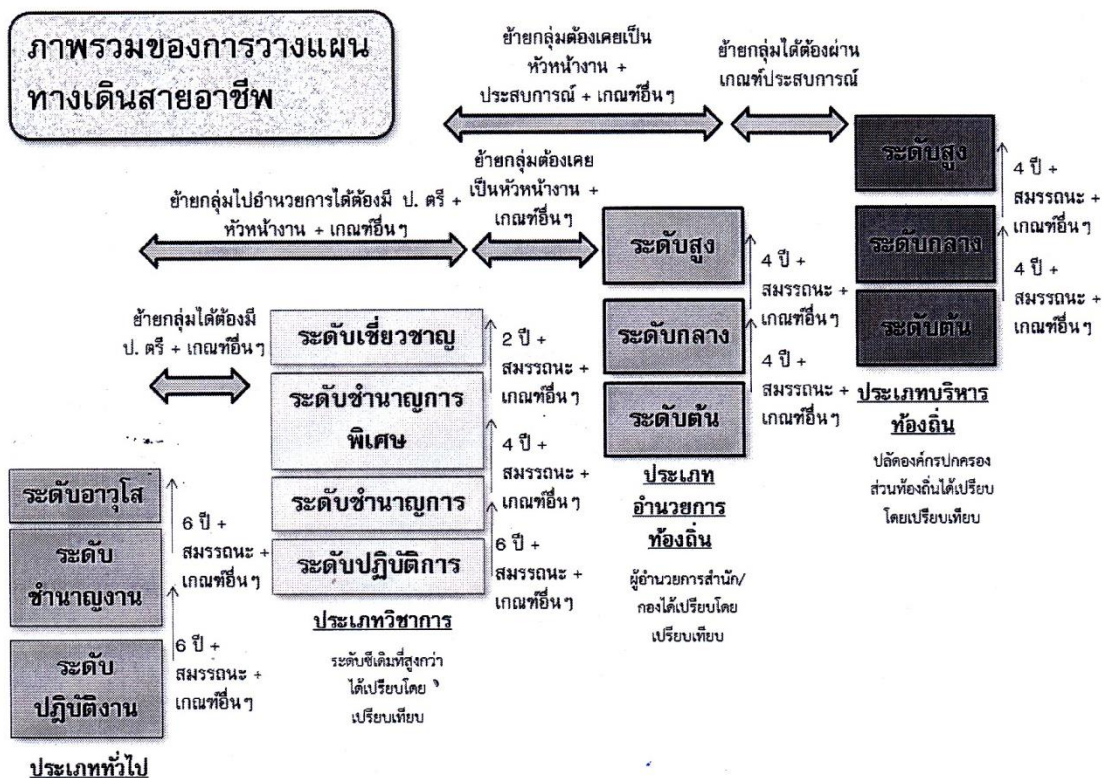 ภาพรวมของการวางแผน
ทางเดินสายอาชีพ
ย้ายกลุ่มต้องเคยเป็น
หัวหน้างาน +
ประสบการณ์ + เกณฑ์อื่นๆ
ย้ายกลุ่มได้ต้องผ่าน
เกณฑ์ประสบการณ์
ย้ายกลุ่มไปอำนวยการได้ต้องมี ป. ตรี +
หัวหน้างาน + เกณฑ์อื่นๆ
ย้ายกลุ่มต้องเคย
เป็นหัวหน้างาน +
เกณฑ์อื่นๆ
ย้ายกลุ่มได้ต้องมี
ป. ตรี + เกณฑ์อื่นๆ
ระดับอาวุโส
6 ปี +
สมรรถนะ +
เกณฑ์อื่นๆ
ระดับ
ชำนาญงาน
6 ปี +
สมรรถนะ +
เกณฑ์อื่นๆ
ระดับ
ปฏิบัติงาน
ประเภททั่วไป
ระดับเชี่ยวชาญ
2 ปี +
สมรรถนะ +
เกณฑ์อื่นๆ
ระดับชำนาญการ
พิเศษ
4 ปี +
สมรรถนะ +
เกณฑ์อื่นๆ
ระดับชำนาญการ
6 ปี +
สมรรถนะ +
เกณฑ์อื่นๆ
ระดับปฏิบัติการ
ประเภทวิชาการ
ระดับซีเดิมที่สูงกว่า
ได้เปรียบโดย
เปรียบเทียบ
ระดับสูง
4 ปี +
สมรรถนะ +
เกณฑ์อื่นๆ
ระดับกลาง
4 ปี +
สมรรถนะ +
เกณฑ์อื่นๆ
ระดับต้น
ประเภท
อำนวยการ
ท้องถิ่น
ผู้อำนวยการสำนัก/
กองได้เปรียบโดย
เปรียบเทียบ
ระดับสูง
4 ปี +
สมรรถนะ +
เกณฑ์อื่นๆ
ระดับกลาง
4 ปี +
สมรรถนะ +
เกณฑ์อื่นๆ
ระดับต้น
ประเภทบริหาร
ท้องถิ่น
ปลัดองค์กรปกครอง
ส่วนท้องถิ่นได้เปรียบ
โดยเปรียบเทียบ